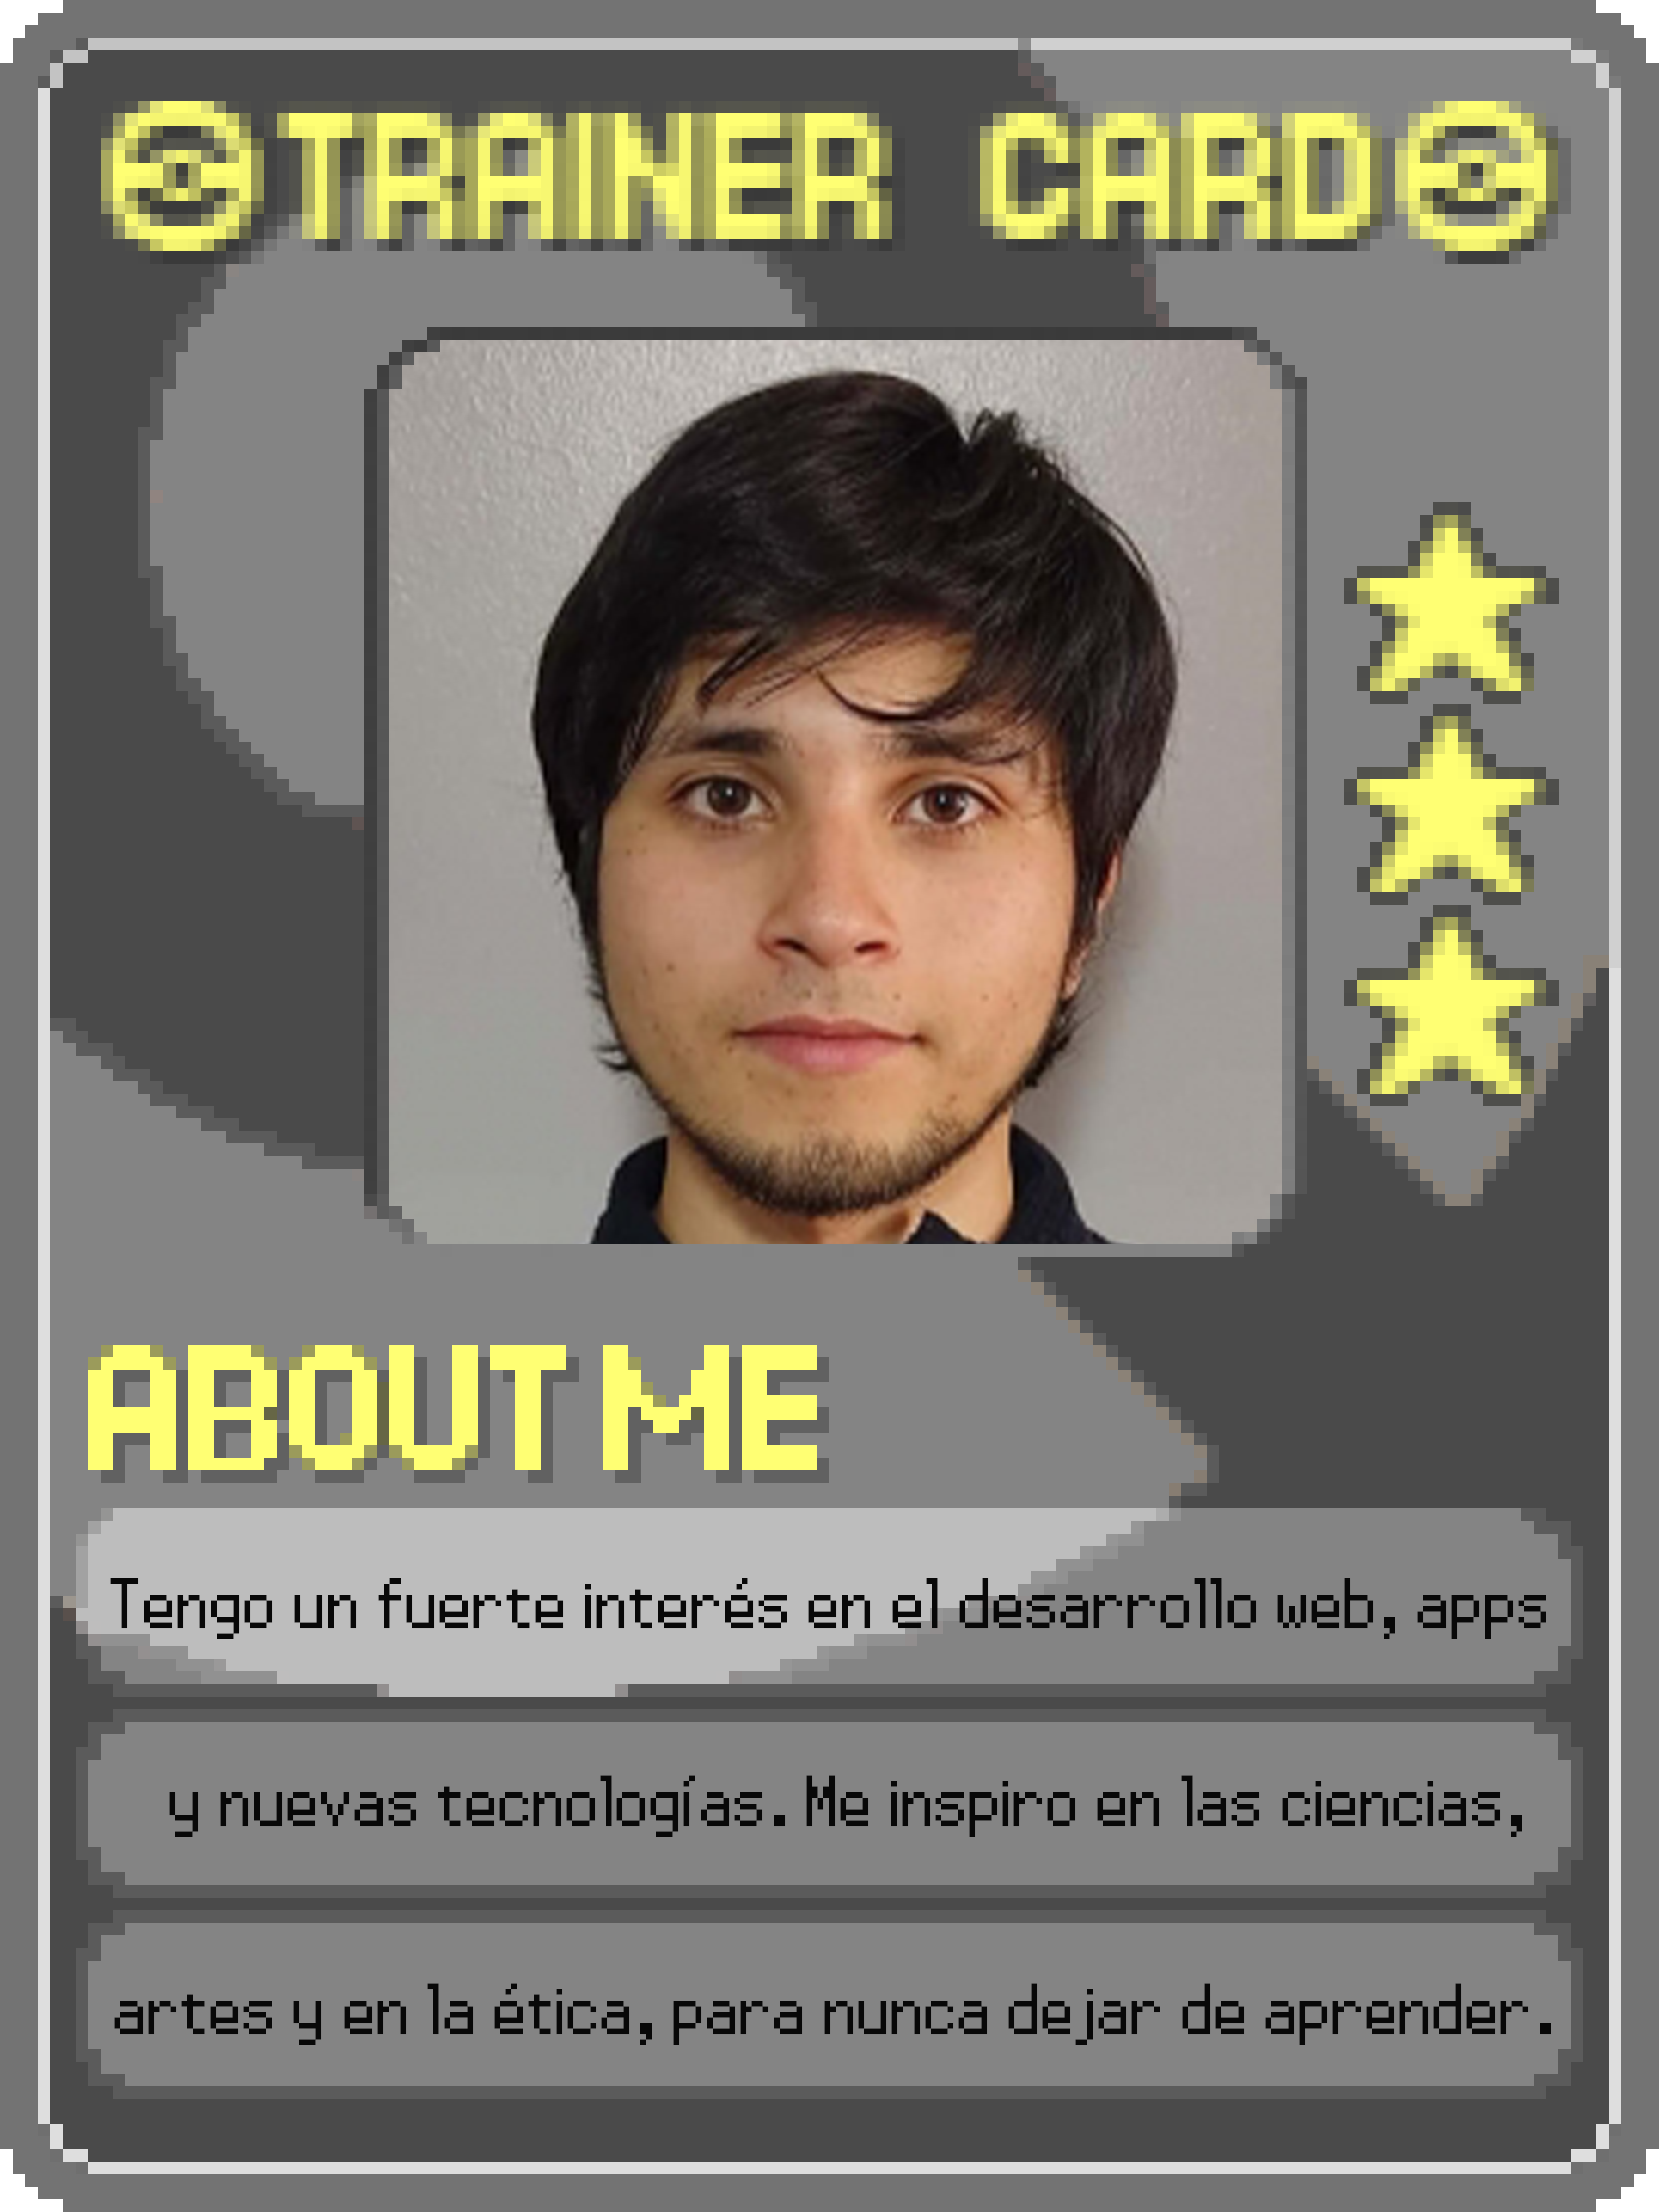 TRAINER CARD
ABOUT ME
Tengo un fuerte interés en el desarrollo web, apps
y nuevas tecnologías. Me inspiro en las ciencias,
artes y en la ética, para nunca dejar de aprender.